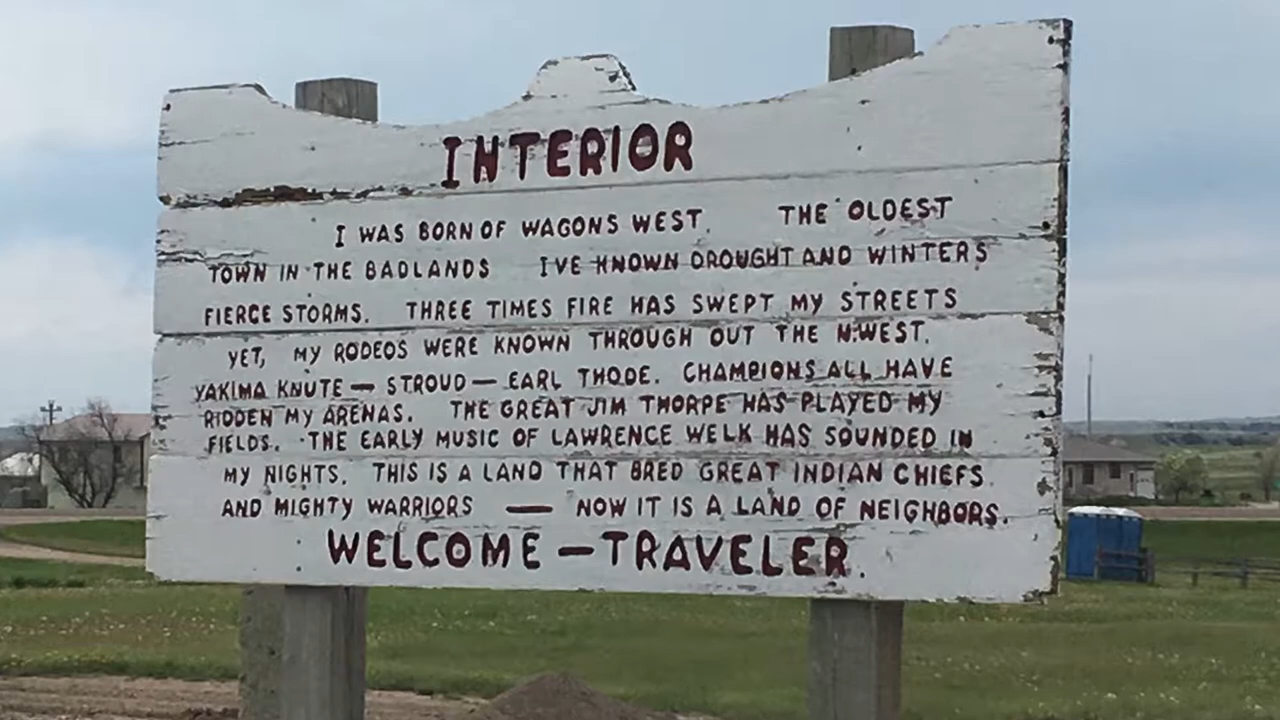 INTERIOR
I WAS BORN OF WAGONS WEST. THE OLDEST
TOWN IN THE BADLANDS I'VE KNOWN DROUGHT AND WINTERS
FIERCE STORMS. THREE TIMES FIRE HAS SWEPT MY STREETS
YET, MY RODEOS WERE KNOWN THROUGH OUT THE N.WEST.
YAKIMA KNUTE — STROUD — EARL THODE. CHAMPIONS ALL HAVE
RIDDEN MY ARENAS. THE GREAT JIM THORPE HAS PLAYED MY
FIELDS. THE EARLY MUSIC OF LAWRENCE WELK HAS SOUNDED IN
MY NIGHTS. THIS IS A LAND THAT BRED GREAT INDIAN CHIEFS
AND MIGHTY WARRIORS — NOW IT IS A LAND OF NEIGHBORS.
WELCOME — TRAVELER.